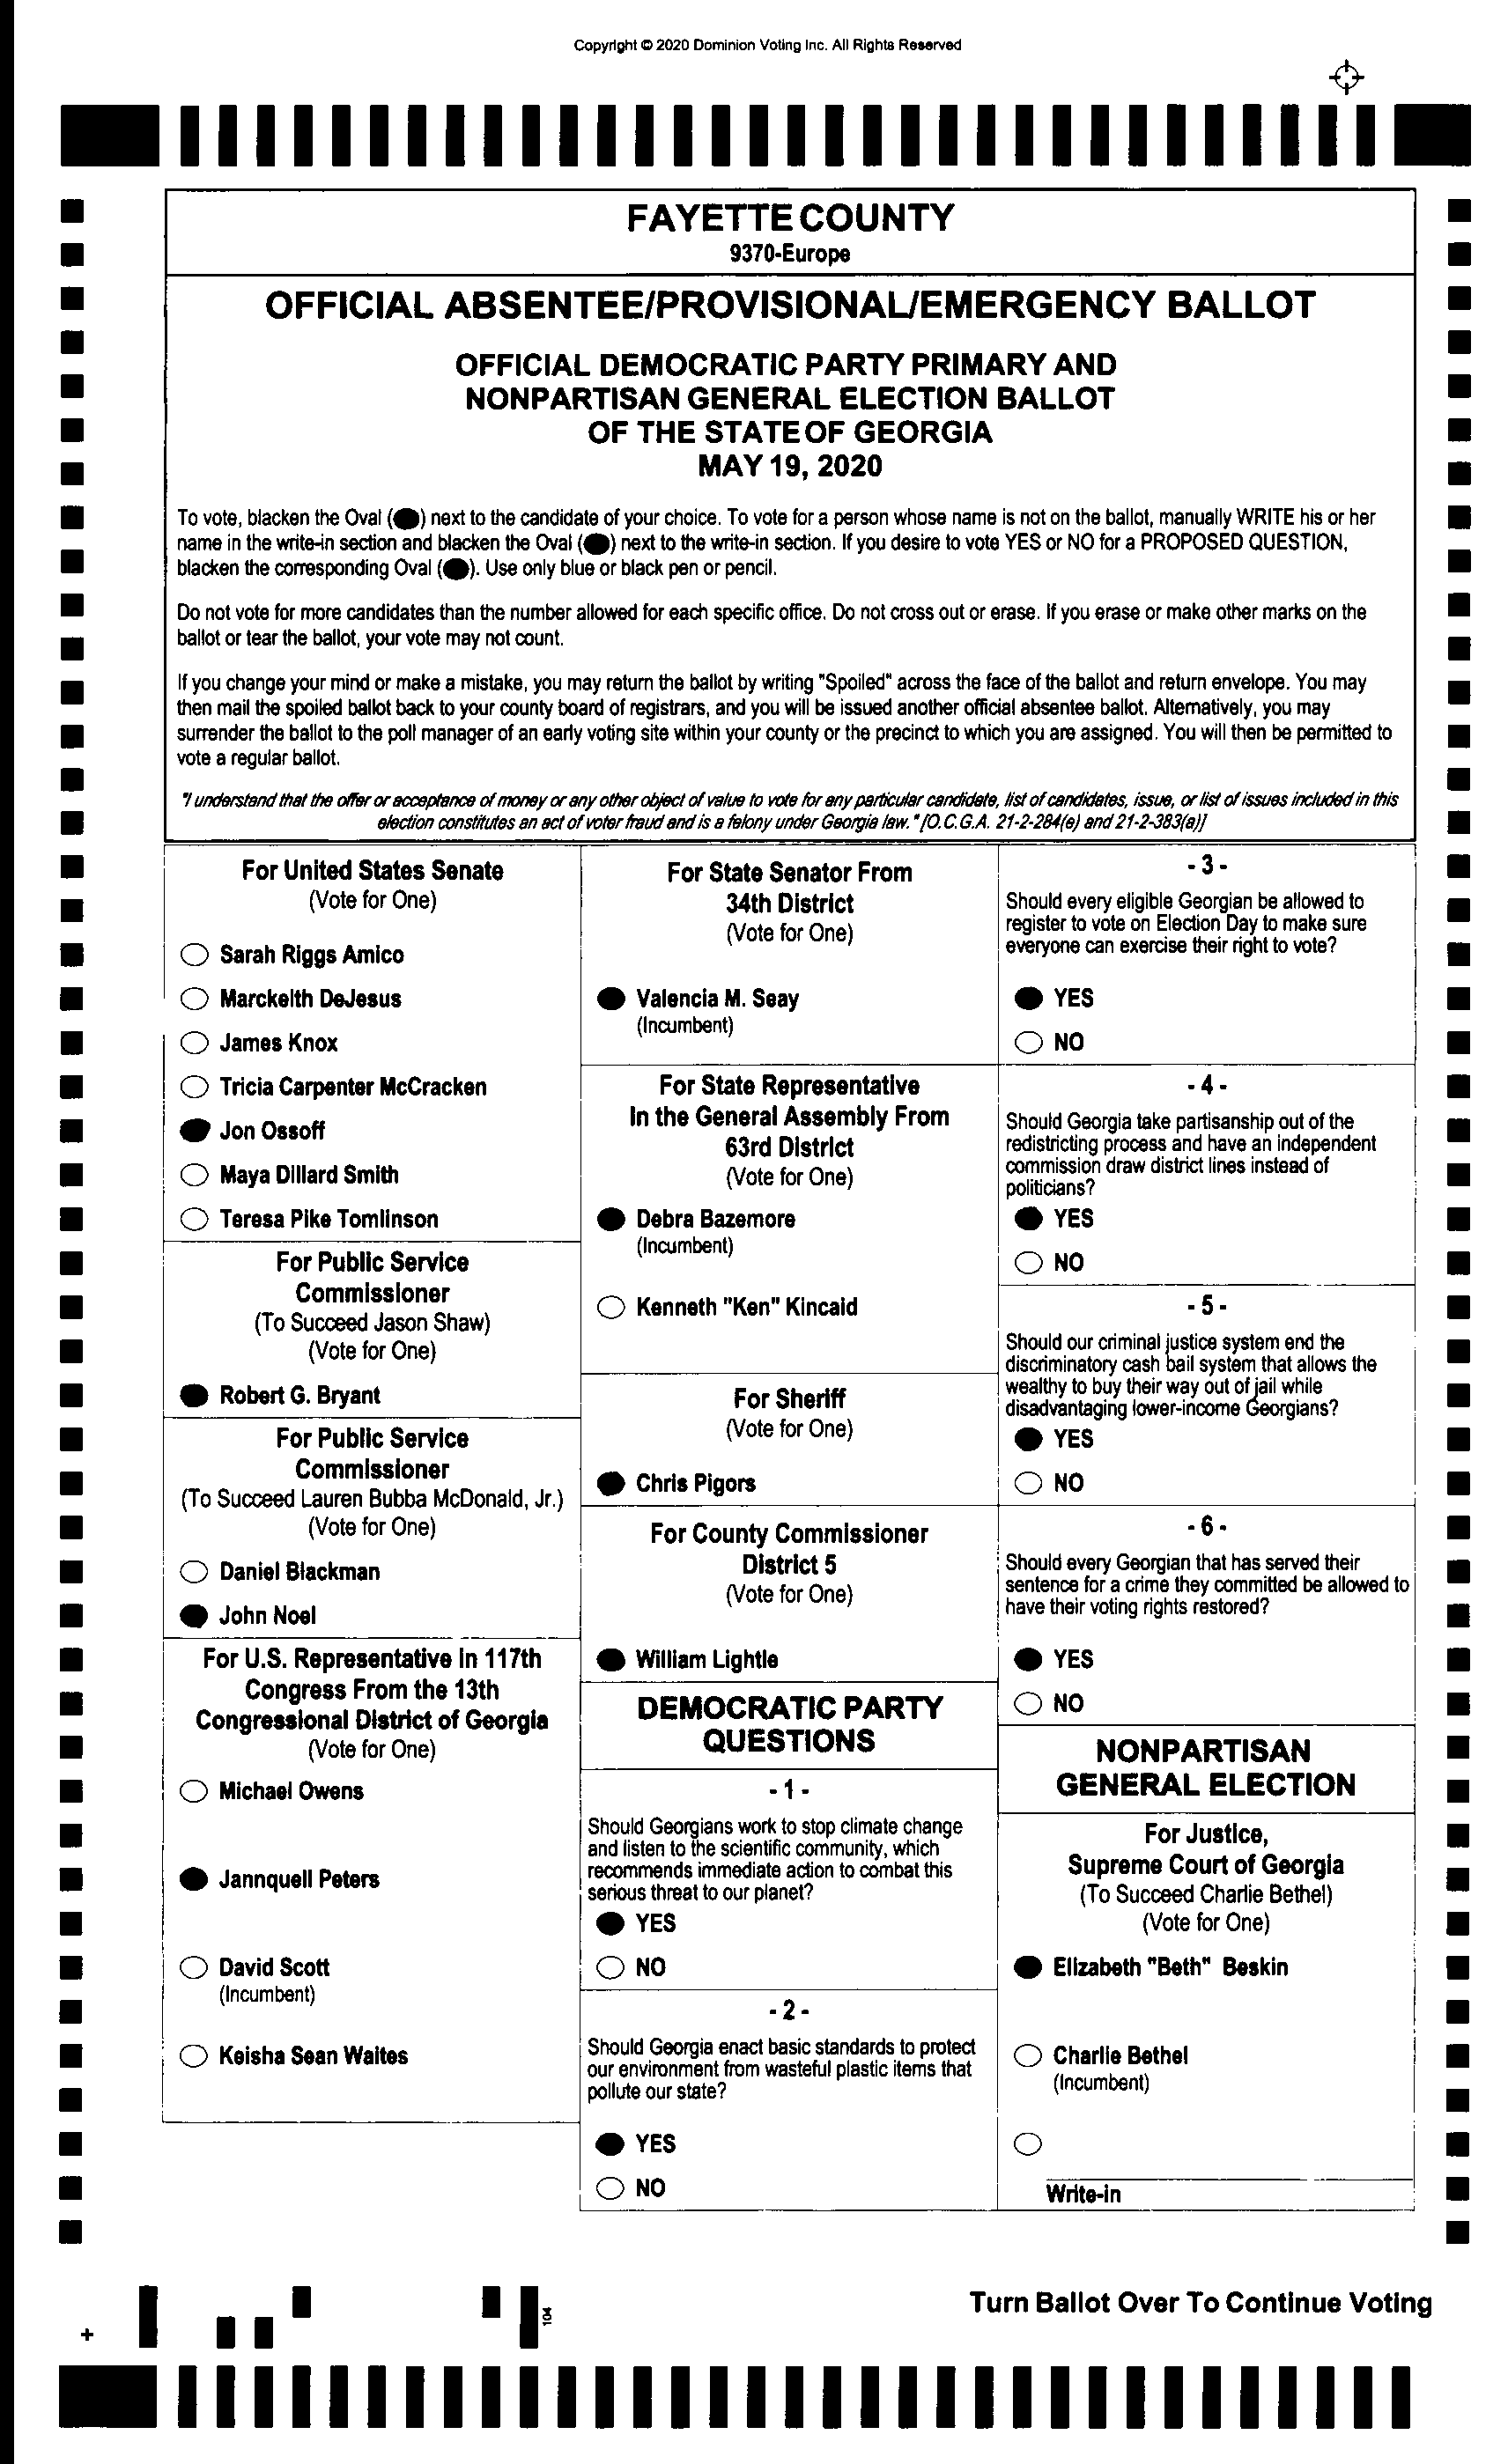 Copyright © 2020 Dominion Voting Inc. All Rights Reserved
FAYETTE COUNTY
9370-Europe
OFFICIAL ABSENTEE/PROVISIONAL/EMERGENCY BALLOT
OFFICIAL DEMOCRATIC PARTY PRIMARY AND
NONPARTISAN GENERAL ELECTION BALLOT
OF THE STATE OF GEORGIA
MAY 19, 2020
To vote, blacken the Oval (⬤) next to the candidate of your choice. To vote for a person whose name is not on the ballot, manually WRITE his or her
name in the write-in section and blacken the Oval (⬤) next to the write-in section. If you desire to vote YES or NO for a PROPOSED QUESTION,
blacken the corresponding Oval (⬤). Use only blue or black pen or pencil.
Do not vote for more candidates than the number allowed for each specific office. Do not cross out or erase. If you erase or make other marks on the
ballot or tear the ballot, your vote may not count.
If you change your mind or make a mistake, you may return the ballot by writing "Spoiled" across the face of the ballot and return envelope. You may
then mail the spoiled ballot back to your county board of registrars, and you will be issued another official absentee ballot. Alternatively, you may
surrender the ballot to the poll manager of an early voting site within your county or the precinct to which you are assigned. You will then be permitted to
vote a regular ballot.
"I understand that the offer or acceptance of money or any other object of value to vote for any particular candidate, list of candidates, issue, or list of issues included in this
election constitutes an act of voter fraud and is a felony under Georgia law." [O.C.G.A. 21-2-284(e) and 21-2-383(a)]
For United States Senate
(Vote for One)
Sarah Riggs Amico
Marckeith DeJesus
James Knox
Tricia Carpenter McCracken
Jon Ossoff
Maya Dillard Smith
Teresa Pike Tomlinson
For Public Service
Commissioner
(To Succeed Jason Shaw)
(Vote for One)
Robert G. Bryant
For Public Service
Commissioner
(To Succeed Lauren Bubba McDonald, Jr.)
(Vote for One)
Daniel Blackman
John Noel
For U.S. Representative in 117th
Congress From the 13th
Congressional District of Georgia
(Vote for One)
Michael Owens
Jannquell Peters
David Scott
(Incumbent)
Keisha Sean Waites
For State Senator From
34th District
(Vote for One)
Valencia M. Seay
(Incumbent)
For State Representative
In the General Assembly From
63rd District
(Vote for One)
Debra Bazemore
(Incumbent)
Kenneth "Ken" Kincaid
For Sheriff
(Vote for One)
Chris Pigors
For County Commissioner
District 5
(Vote for One)
William Lightle
DEMOCRATIC PARTY
QUESTIONS
- 1 -
Should Georgians work to stop climate change
and listen to the scientific community, which
recommends immediate action to combat this
serious threat to our planet?
YES
NO
- 2 -
Should Georgia enact basic standards to protect
our environment from wasteful plastic items that
pollute our state?
YES
NO
- 3 -
Should every eligible Georgian be allowed to
register to vote on Election Day to make sure
everyone can exercise their right to vote?
YES
NO
- 4 -
Should Georgia take partisanship out of the
redistricting process and have an independent
commission draw district lines instead of
politicians?
YES
NO
- 5 -
Should our criminal justice system end the
discriminatory cash bail system that allows the
wealthy to buy their way out of jail while
disadvantaging lower-income Georgians?
YES
NO
- 6 -
Should every Georgian that has served their
sentence for a crime they committed be allowed to
have their voting rights restored?
YES
NO
NONPARTISAN
GENERAL ELECTION
For Justice,
Supreme Court of Georgia
(To Succeed Charlie Bethel)
(Vote for One)
Elizabeth "Beth" Beskin
Charlie Bethel
(Incumbent)
Write-in
104
Turn Ballot Over To Continue Voting
+